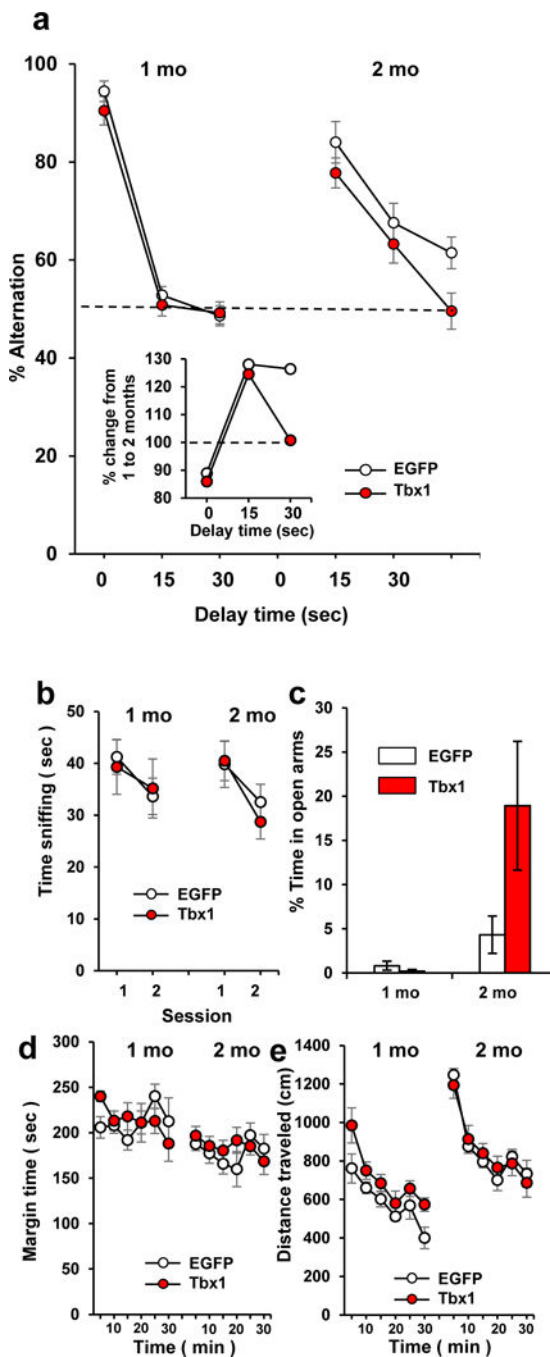 a
1 mo 2 mo
100
80
60
40
20
0
% Alternation
130
120
110
100
90
80
% change from
1 to 2 months
0 15 30
Delay time (sec)
EGFP
Tbx1
0 15 30 0 15 30
Delay time (sec)
b
1 mo 2 mo
50
40
30
20
10
0
Time sniffing ( sec )
EGFP
Tbx1
1 2 1 2
Session
c
30
25
20
15
10
5
0
% Time in open arms
EGFP
Tbx1
1 mo 2 mo
d
1 mo 2 mo
300
250
200
150
100
50
0
Margin time ( sec)
EGFP
Tbx1
10 20 30 10 20 30
Time ( min )
e
1 mo 2 mo
1400
1200
1000
800
600
400
200
0
Distance traveled (cm)
EGFP
Tbx1
10 20 30 10 20 30
Time ( min )